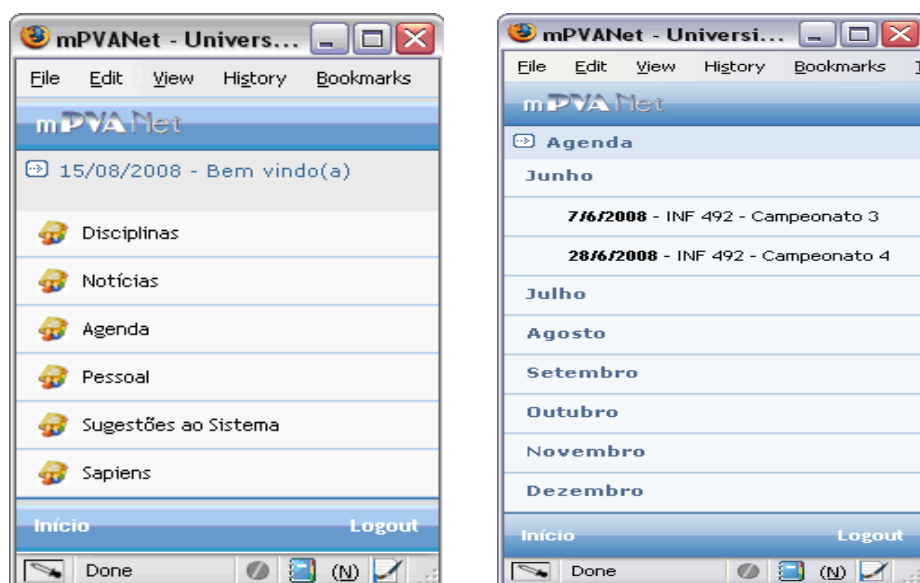 mPVANet - Univers...
File Edit View History Bookmarks
mPVANet
15/08/2008 - Bem vindo(a)
Disciplinas
Notícias
Agenda
Pessoal
Sugestões ao Sistema
Sapiens
Início Logout
Done (N)
mPVANet - Universi...
File Edit View History Bookmarks
mPVANet
Agenda
Junho
7/6/2008 - INF 492 - Campeonato 3
28/6/2008 - INF 492 - Campeonato 4
Julho
Agosto
Setembro
Outubro
Novembro
Dezembro
Início Logout
Done (N)